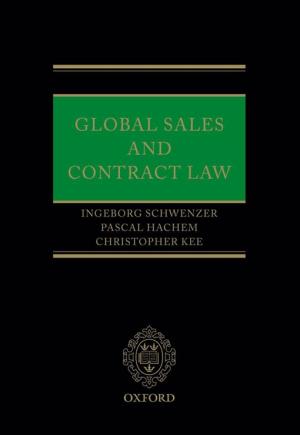 GLOBAL SALES
AND
CONTRACT LAW
INGEBORG SCHWENZER
PASCAL HACHEM
CHRISTOPHER KEE
OXFORD